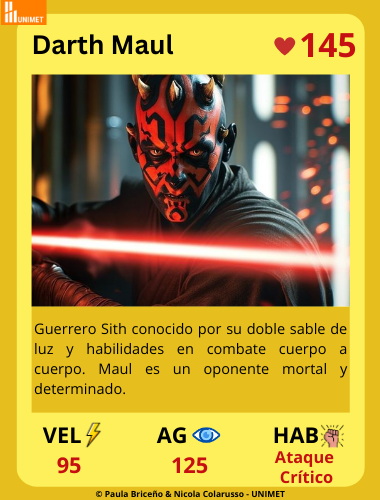 UNIMET
Darth Maul
145
Guerrero Sith conocido por su doble sable de
luz y habilidades en combate cuerpo a
cuerpo. Maul es un oponente mortal y
determinado.
VEL AG HAB
95 125 Ataque
Crítico
© Paula Briceño & Nicola Colarusso - UNIMET